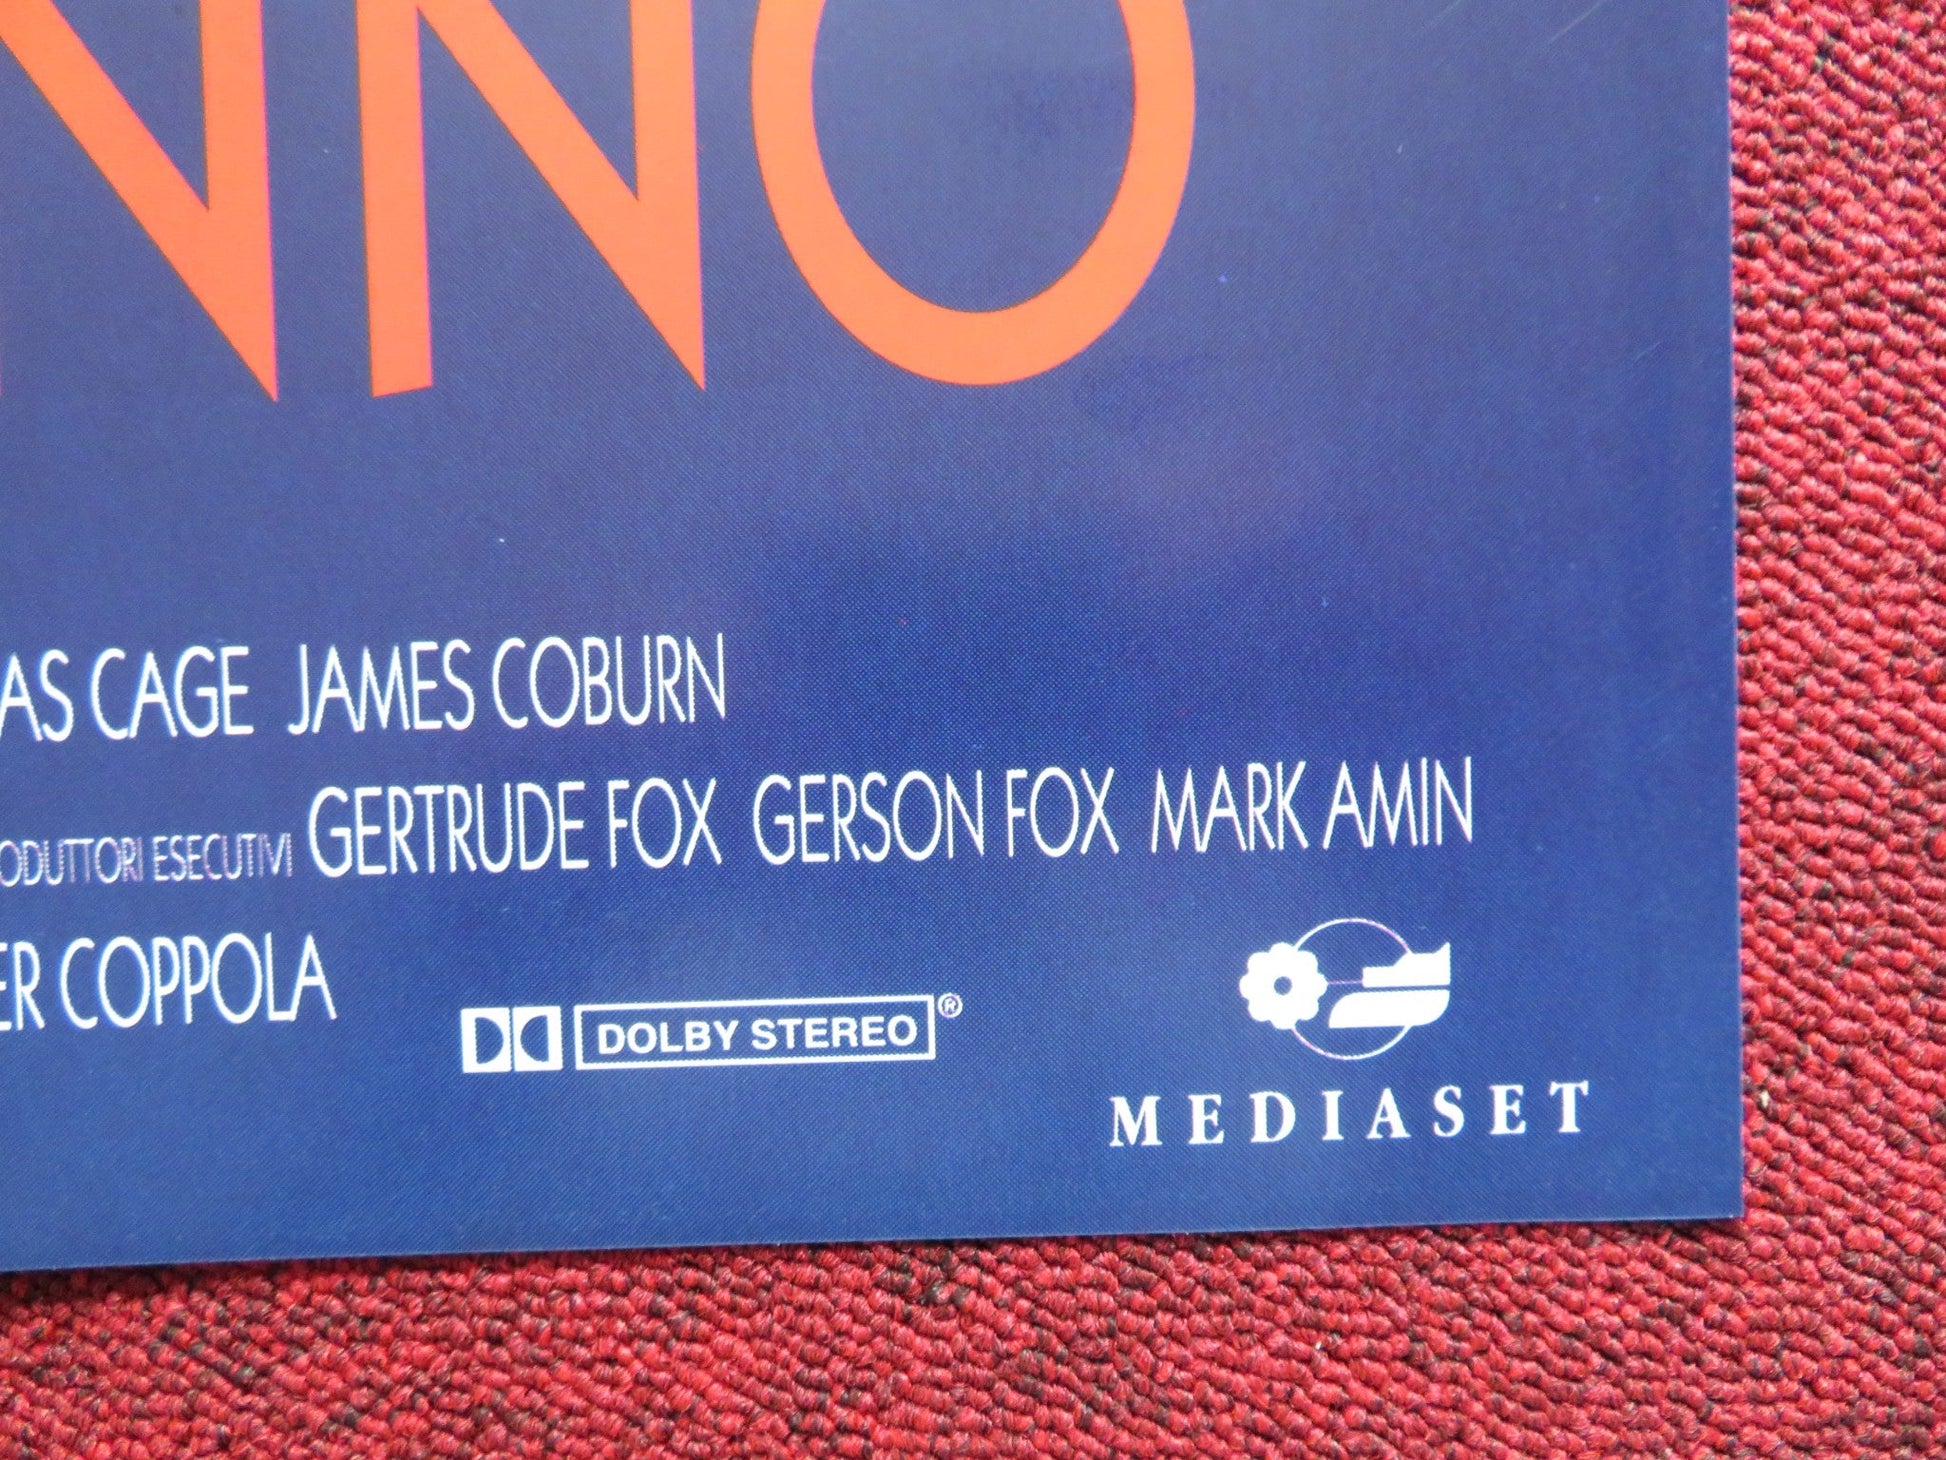 NNO
AS CAGE JAMES COBURN
ODUTTORI ESECUTIVI GERTRUDE FOX GERSON FOX MARK AMIN
ER COPPOLA
DOLBY STEREO ®
MEDIASET